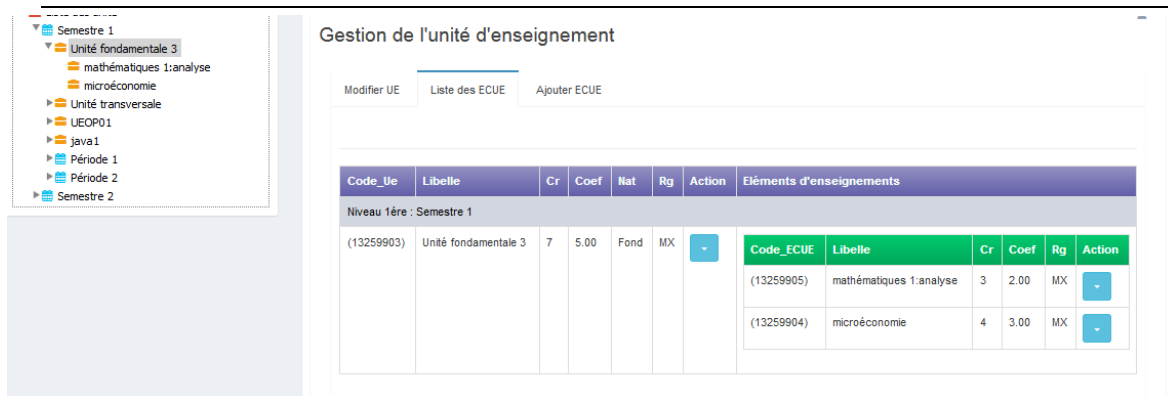 Semestre 1
Unité fondamentale 3
mathématiques 1:analyse
microéconomie
Unité transversale
UEOP01
java1
Période 1
Période 2
Semestre 2
Gestion de l'unité d'enseignement
Modifier UE Liste des ECUE Ajouter ECUE
Code_Ue Libelle Cr Coef Nat Rg Action Eléments d'enseignements
Niveau 1ére : Semestre 1
(13259903) Unité fondamentale 3 7 5.00 Fond MX
Code_ECUE Libelle Cr Coef Rg Action
(13259905) mathématiques 1:analyse 3 2.00 MX
(13259904) microéconomie 4 3.00 MX